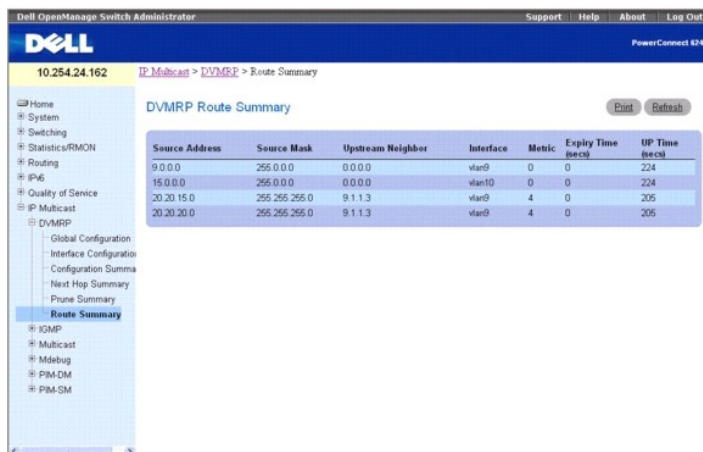 Dell OpenManage Switch Administrator
Support Help About Log Out
DELL
PowerConnect 624
10.254.24.162
IP Multicast > DVMRP > Route Summary
Home
System
Switching
Statistics/RMON
Routing
IPv6
Quality of Service
IP Multicast
DVMRP
Global Configuration
Interface Configuration
Configuration Summa
Next Hop Summary
Prune Summary
Route Summary
IGMP
Multicast
Mdebug
PIM-DM
PIM-SM
DVMRP Route Summary
Print Refresh
Source Address Source Mask Upstream Neighbor Interface Metric Expiry Time (secs) UP Time (secs)
9.0.0.0 255.0.0.0 0.0.0.0 vlan9 0 0 224
15.0.0.0 255.0.0.0 0.0.0.0 vlan10 0 0 224
20.20.15.0 255.255.255.0 9.1.1.3 vlan9 4 0 205
20.20.20.0 255.255.255.0 9.1.1.3 vlan9 4 0 205